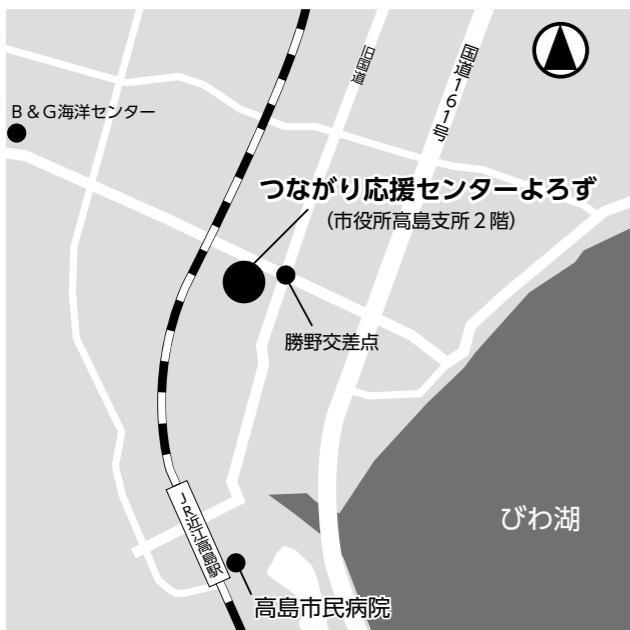 旧国道
国道161号
B&G海洋センター
つながり応援センターよろず
(市役所高島支所2階)
勝野交差点
JR近江高島駅
びわ湖
高島市民病院